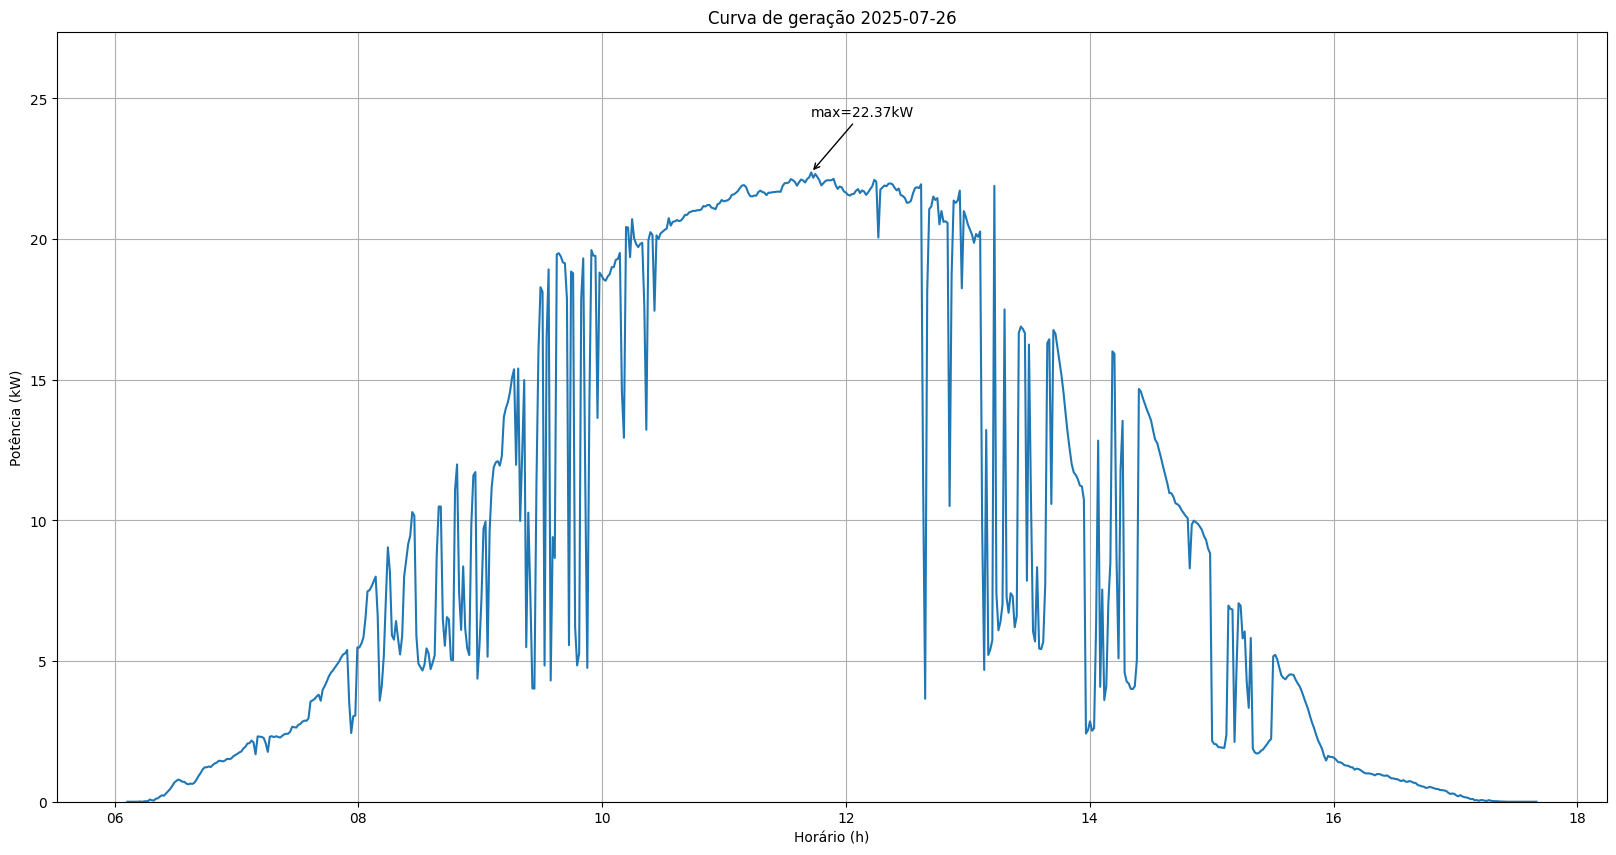 Curva de geração 2025-07-26
max=22.37kW
Potência (kW)
25
20
15
10
5
0
06 08 10 12 14 16 18
Horário (h)